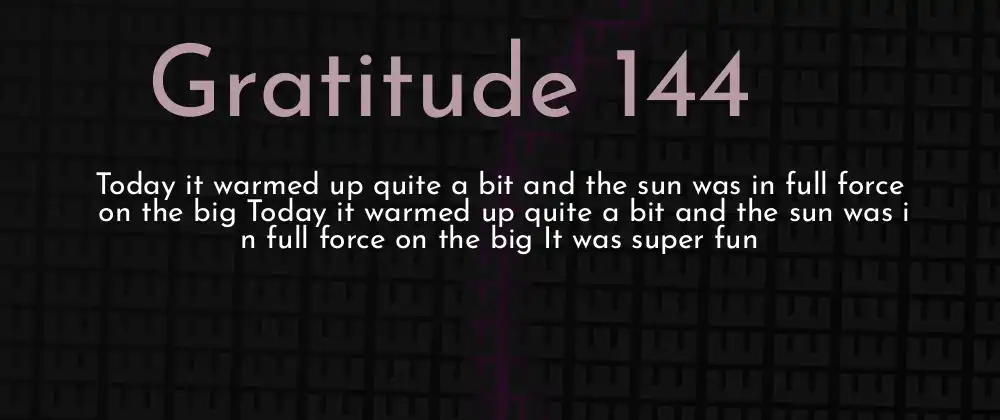 Gratitude 144
Today it warmed up quite a bit and the sun was in full force
on the big Today it warmed up quite a bit and the sun was i
n full force on the big It was super fun